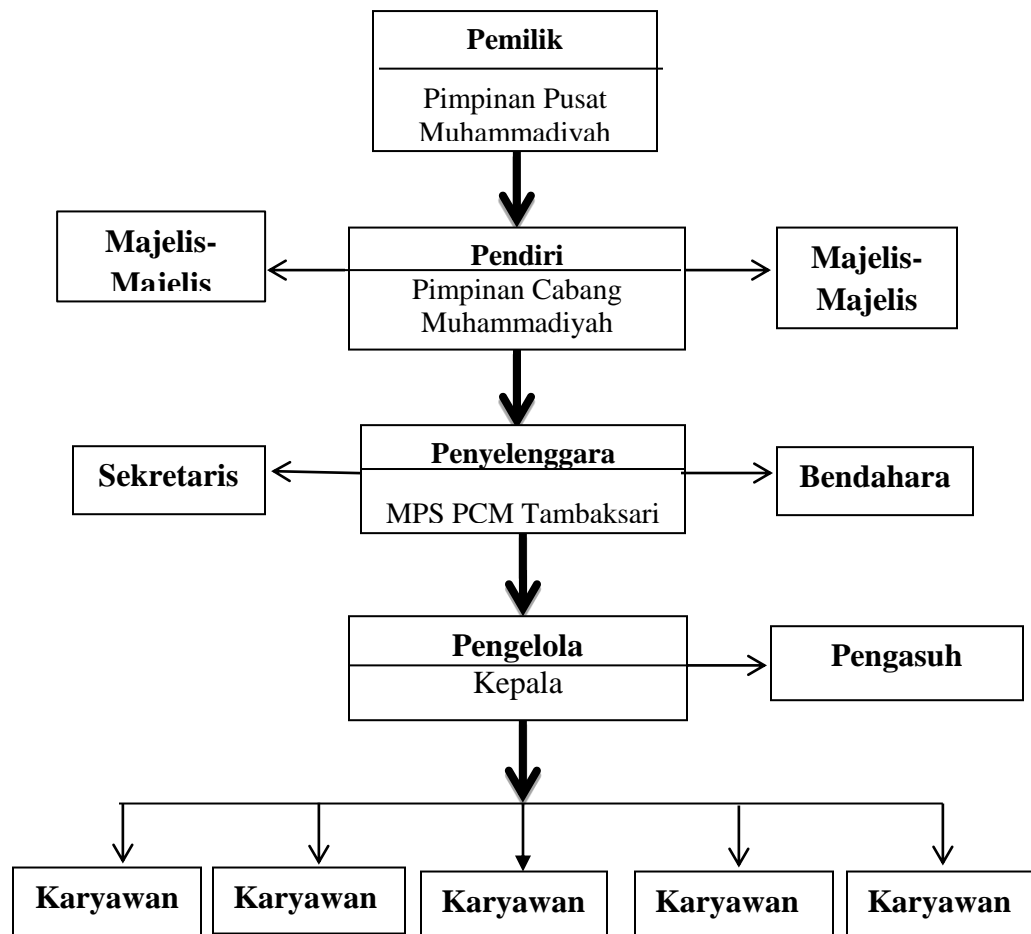 Pemilik
Pimpinan Pusat
Muhammadiyah
Majelis-
Majelis
Pendiri
Pimpinan Cabang
Muhammadiyah
Majelis-
Majelis
Sekretaris
Penyelenggara
MPS PCM Tambaksari
Bendahara
Pengelola
Kepala
Pengasuh
Karyawan
Karyawan
Karyawan
Karyawan
Karyawan